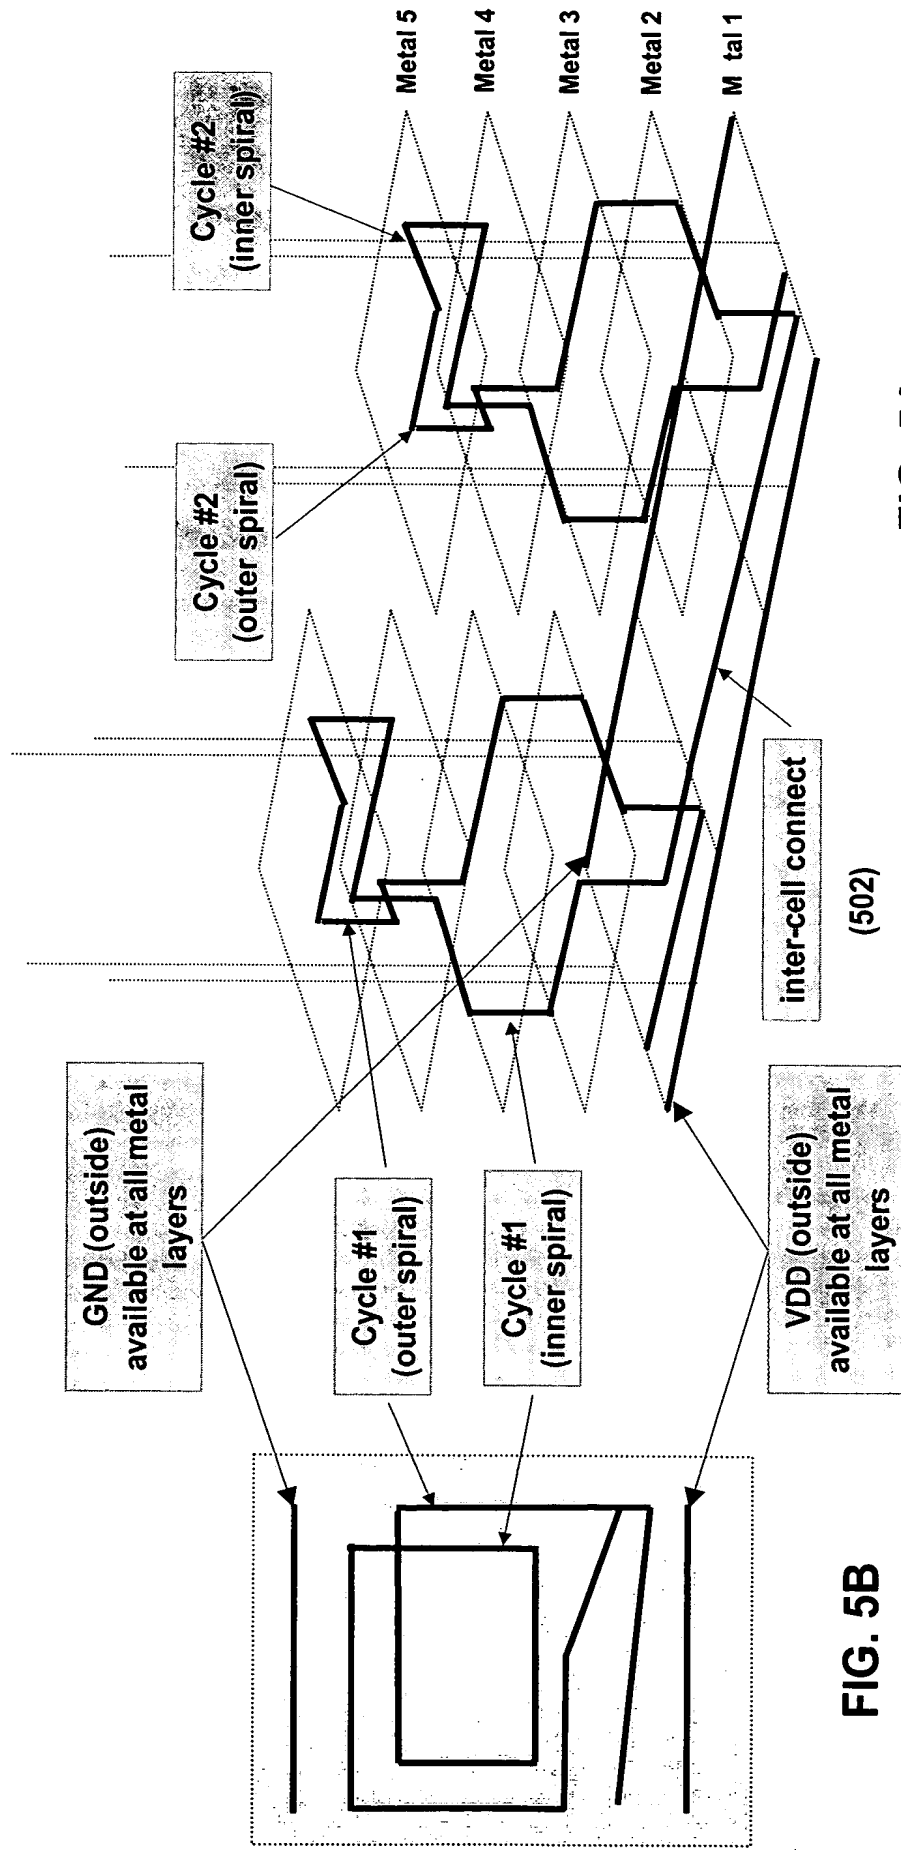 GND (outside)
available at all metal
layers
Cycle #2
(outer spiral)
Cycle #2
(inner spiral)
Cycle #1
(outer spiral)
Cycle #1
(inner spiral)
Metal 5
Metal 4
Metal 3
Metal 2
M tal 1
inter-cell connect
(502)
VDD (outside)
available at all metal
layers
FIG. 5B